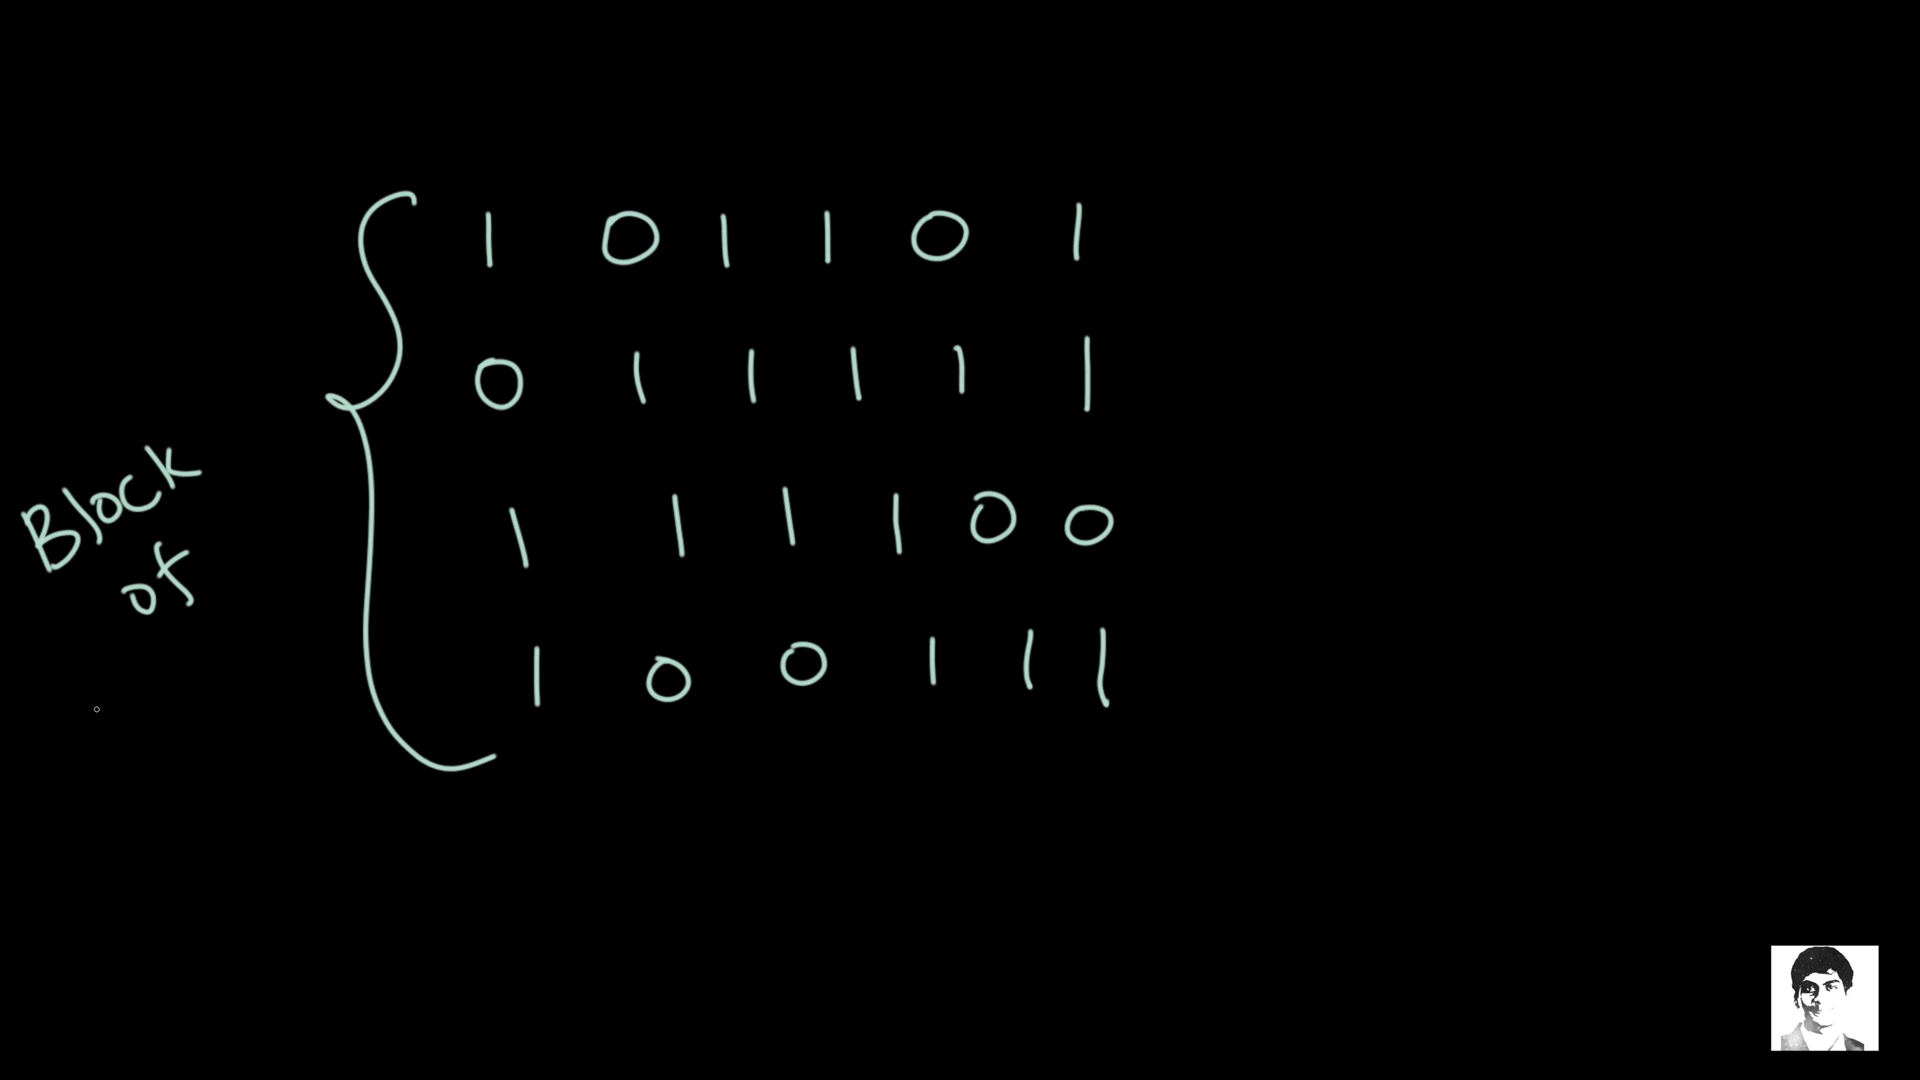 1 0 1 1 0 1
0 1 1 1 1 1
Block
of
1 1 1 1 0 0
1 0 0 1 1 1